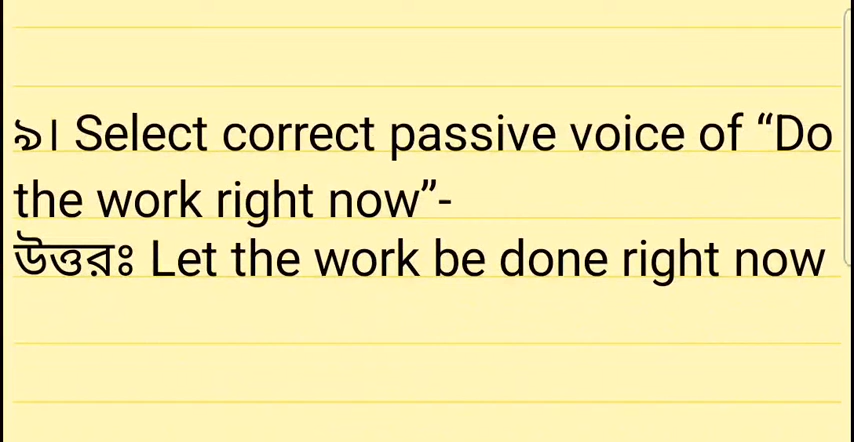 ৯। Select correct passive voice of “Do
the work right now”-
উত্তরঃ Let the work be done right now